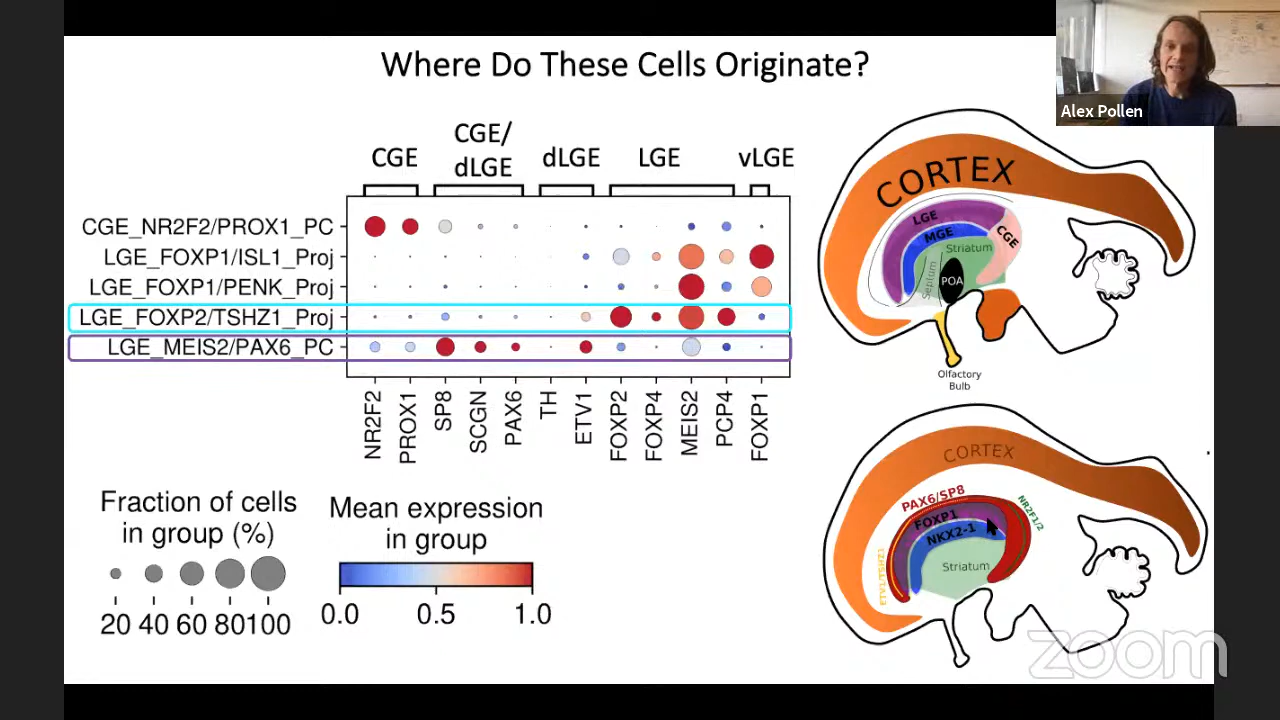 Where Do These Cells Originate?
Alex Pollen
CGE
CGE/
dLGE
dLGE
LGE
vLGE
CGE_NR2F2/PROX1_PC
LGE_FOXP1/ISL1_Proj
LGE_FOXP1/PENK_Proj
LGE_FOXP2/TSHZ1_Proj
LGE_MEIS2/PAX6_PC
NR2F2
PROX1
SP8
SCGN
PAX6
TH
ETV1
FOXP2
FOXP4
MEIS2
PCP4
FOXP1
Fraction of cells
in group (%)
20 40 60 80 100
Mean expression
in group
0.0 0.5 1.0
CORTEX
LGE
MGE
CGE
Striatum
Septum
POA
Olfactory
Bulb
CORTEX
PAX6/SP8
NR2F1/2
FOXP1
NKX2-1
ETV1/TSHZ1
Striatum
zoom